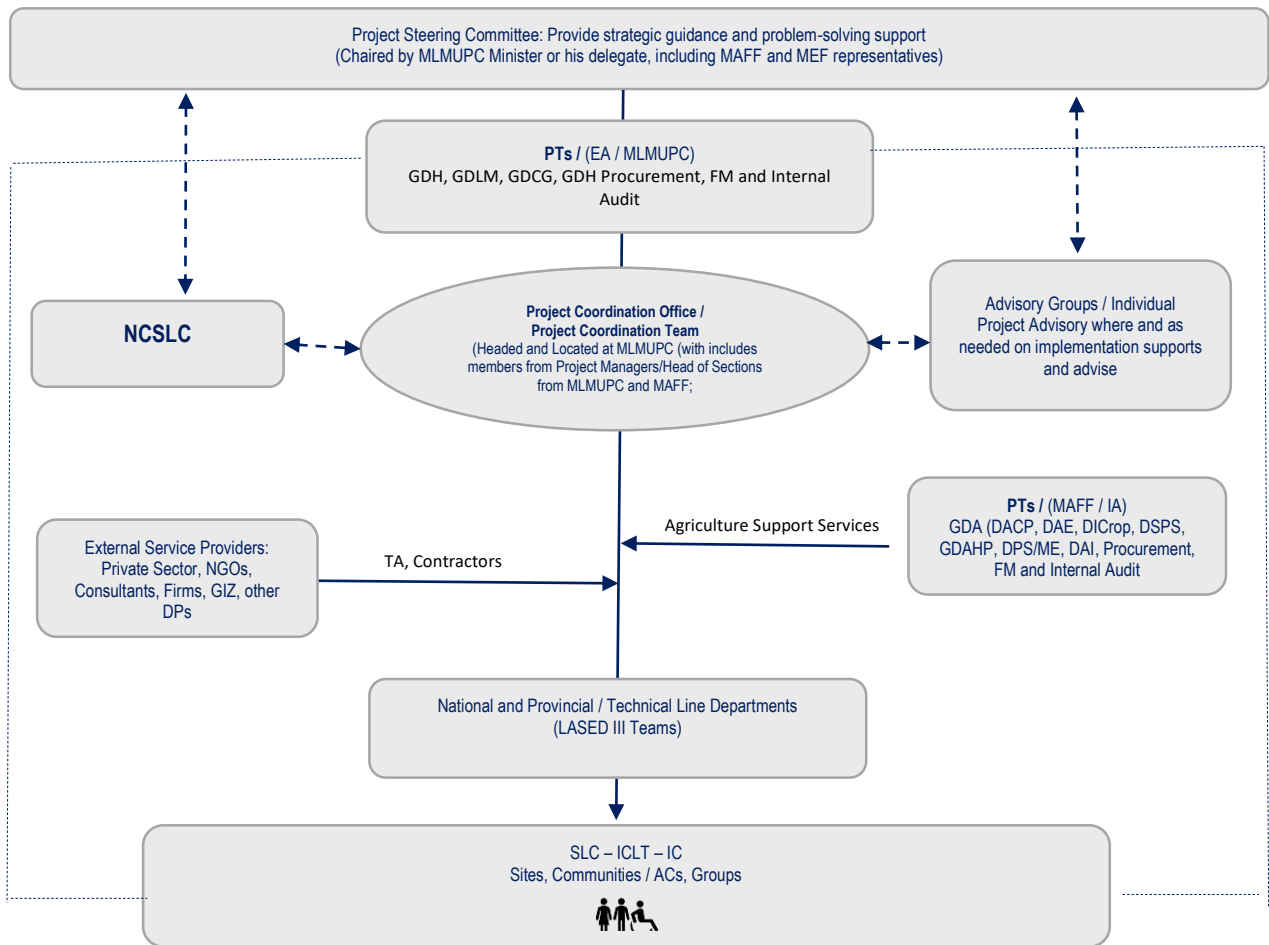 Project Steering Committee: Provide strategic guidance and problem-solving support
(Chaired by MLMUPC Minister or his delegate, including MAFF and MEF representatives)
PTs / (EA / MLMUPC)
GDH, GDLM, GDCG, GDH Procurement, FM and Internal
Audit
NCSLC
Project Coordination Office /
Project Coordination Team
(Headed and Located at MLMUPC (with includes
members from Project Managers/Head of Sections
from MLMUPC and MAFF;
Advisory Groups / Individual
Project Advisory where and as
needed on implementation supports
and advise
PTs / (MAFF / IA)
GDA (DACP, DAE, DICrop, DSPS,
GDAHP, DPS/ME, DAI, Procurement,
FM and Internal Audit
Agriculture Support Services
External Service Providers:
Private Sector, NGOs,
Consultants, Firms, GIZ, other
DPs
TA, Contractors
National and Provincial / Technical Line Departments
(LASED III Teams)
SLC – ICLT – IC
Sites, Communities / ACs, Groups